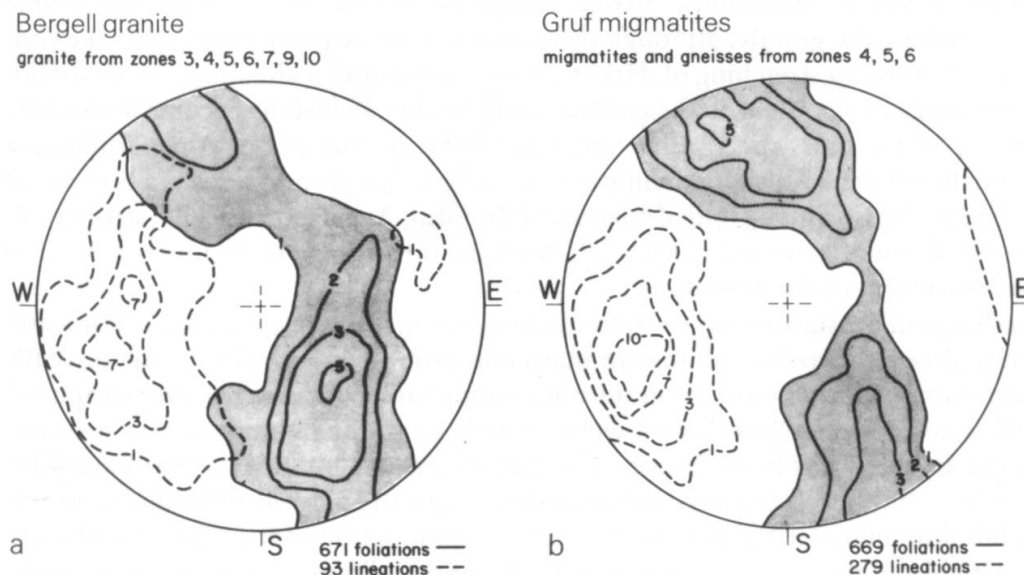 Bergell granite
granite from zones 3, 4, 5, 6, 7, 9, 10
Gruf migmatites
migmatites and gneisses from zones 4, 5, 6
W
E
S
1
1
2
3
5
7
7
3
1
a
671 foliations
93 lineations
W
E
S
5
10
7
3
1
1
2
3
b
669 foliations
279 lineations